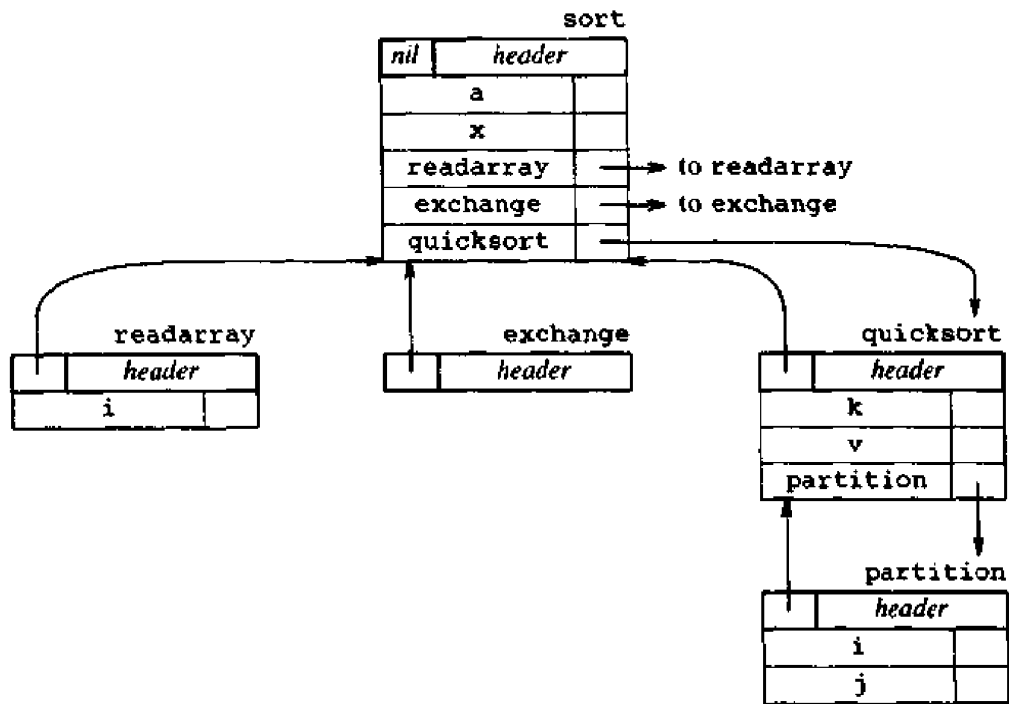 sort
nil header
a
x
readarray to readarray
exchange to exchange
quicksort
readarray exchange quicksort
header header header
i k
v
partition
partition
header
i
j